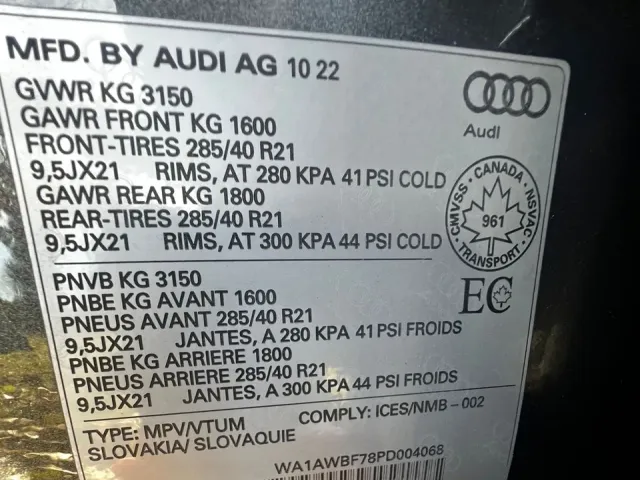 MFD. BY AUDI AG 10 22
GVWR KG 3150
GAWR FRONT KG 1600
FRONT-TIRES 285/40 R21
9,5JX21 RIMS, AT 280 KPA 41 PSI COLD
GAWR REAR KG 1800
REAR-TIRES 285/40 R21
9,5JX21 RIMS, AT 300 KPA 44 PSI COLD
Audi
CMVSS CANADA NSVAC
961
TRANSPORT
PNVB KG 3150
PNBE KG AVANT 1600
PNEUS AVANT 285/40 R21
9,5JX21 JANTES, A 280 KPA 41 PSI FROIDS
PNBE KG ARRIERE 1800
PNEUS ARRIERE 285/40 R21
9,5JX21 JANTES, A 300 KPA 44 PSI FROIDS
EC
TYPE: MPV/VTUM COMPLY: ICES/NMB-002
SLOVAKIA/ SLOVAQUIE
WA1AWBF78PD004068